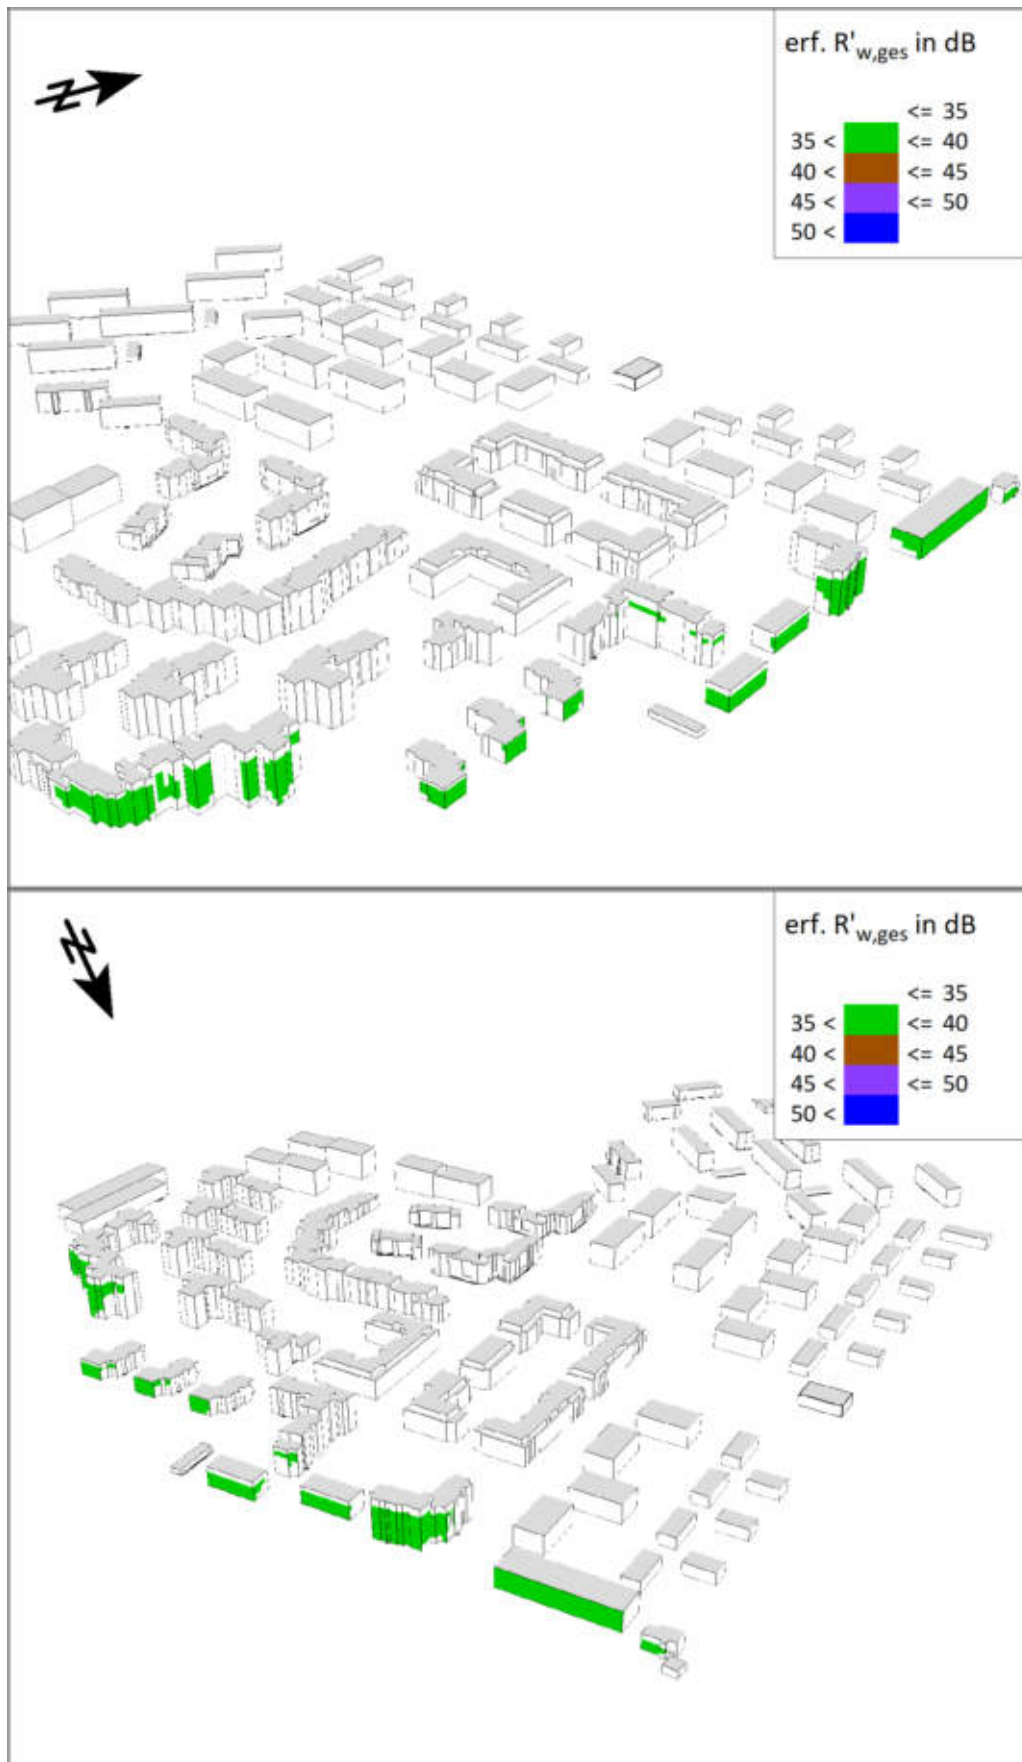 erf. R'w,ges in dB
<= 35
35 < <= 40
40 < <= 45
45 < <= 50
50 <
N
erf. R'w,ges in dB
<= 35
35 < <= 40
40 < <= 45
45 < <= 50
50 <
N